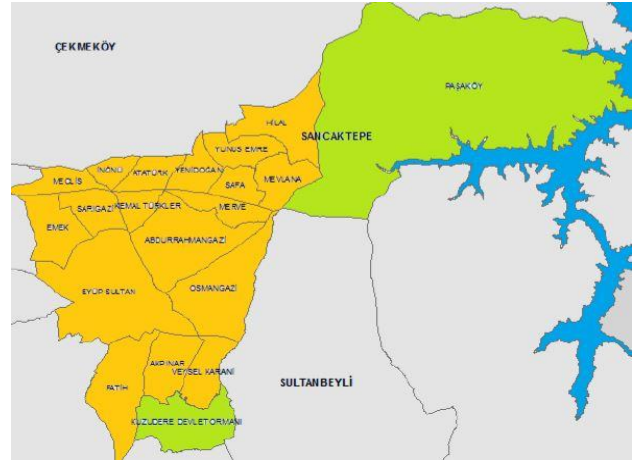 ÇEKMEKÖY
PAŞAKÖY
HİLAL
SANCAKTEPE
YUNUS EMRE
İNÖNÜ
ATATÜRK
YENİDOĞAN
MECLİS
SAFA
MEVLANA
SARIGAZİ
KEMAL TÜRKLER
MERVE
EMEK
ABDURRAHMANGAZİ
EYÜP SULTAN
OSMANGAZİ
AKPINAR
VEYSEL KARANİ
FATİH
SULTANBEYLİ
KUZUDERE DEVLET ORMANI